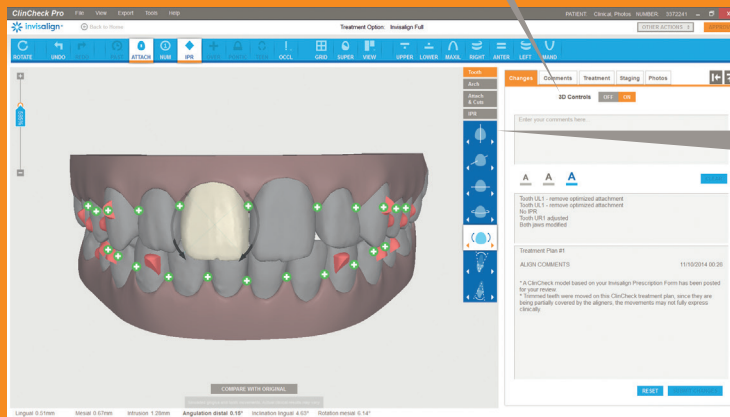 ClinCheck Pro File View Export Tools Help
PATIENT: Clinical, Photos NUMBER: 3372241
invisalign
Back to Notes
Treatment Option: Invisalign Full
OTHER ACTIONS
ROTATE UNDO ATTACH NUM IPR OCCL GRID SUPER VIEW UPPER LOWER MAXIL RIGHT ANTER LEFT MAND
Tooth
Arch
Attach & Cuts
IPR
Changes Comments Treatment Staging Photos
3D Controls OFF ON
Enter your comments here
A A A
Tooth UL1 - remove optimized attachment
Tooth UL1 - remove optimized attachment
No IPR
Tooth UR1 adjusted
Both jaws modified
Treatment Plan #1
ALIGN COMMENTS: 11/10/2014 00:20
* A ClinCheck model based on your Invisalign Prescription Form has been posted
for your review.
* Trimmed teeth were moved on this ClinCheck treatment plan, since they are
being partially covered by the aligners, the movements may not fully express
clinically.
COMPARE WITH ORIGINAL
RESET
Lingual 0.51mm Mesial 0.67mm Intrusion 1.28mm Angulation distal 0.18° Inclination lingual 4.63° Rotation mesial 6.14°